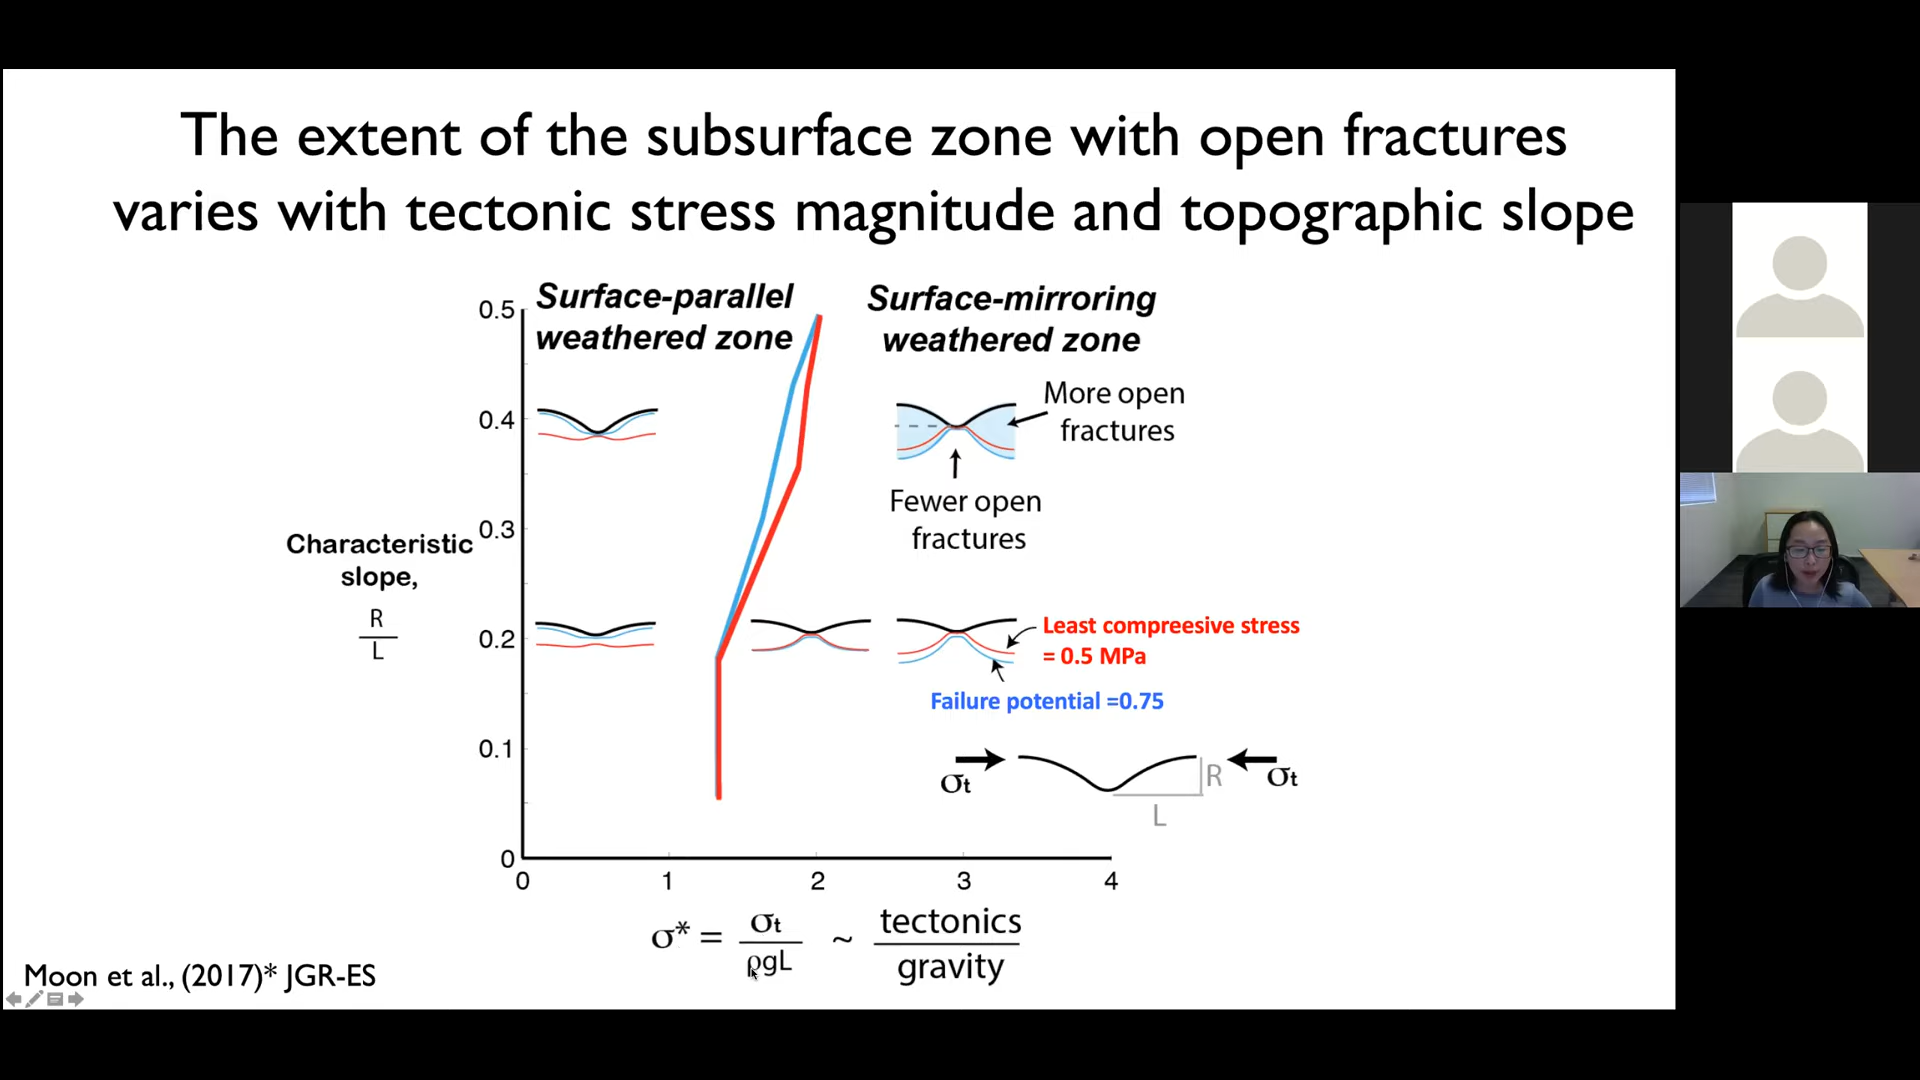 The extent of the subsurface zone with open fractures
varies with tectonic stress magnitude and topographic slope
Surface-parallel
weathered zone
Surface-mirroring
weathered zone
More open
fractures
Fewer open
fractures
Characteristic
slope,
R
L
0.5
0.4
0.3
0.2
0.1
0
0
1
2
3
4
Least compreesive stress
= 0.5 MPa
Failure potential =0.75
σt
R
L
σt
σ* = σt / ρgL ~ tectonics / gravity
Moon et al., (2017)* JGR-ES